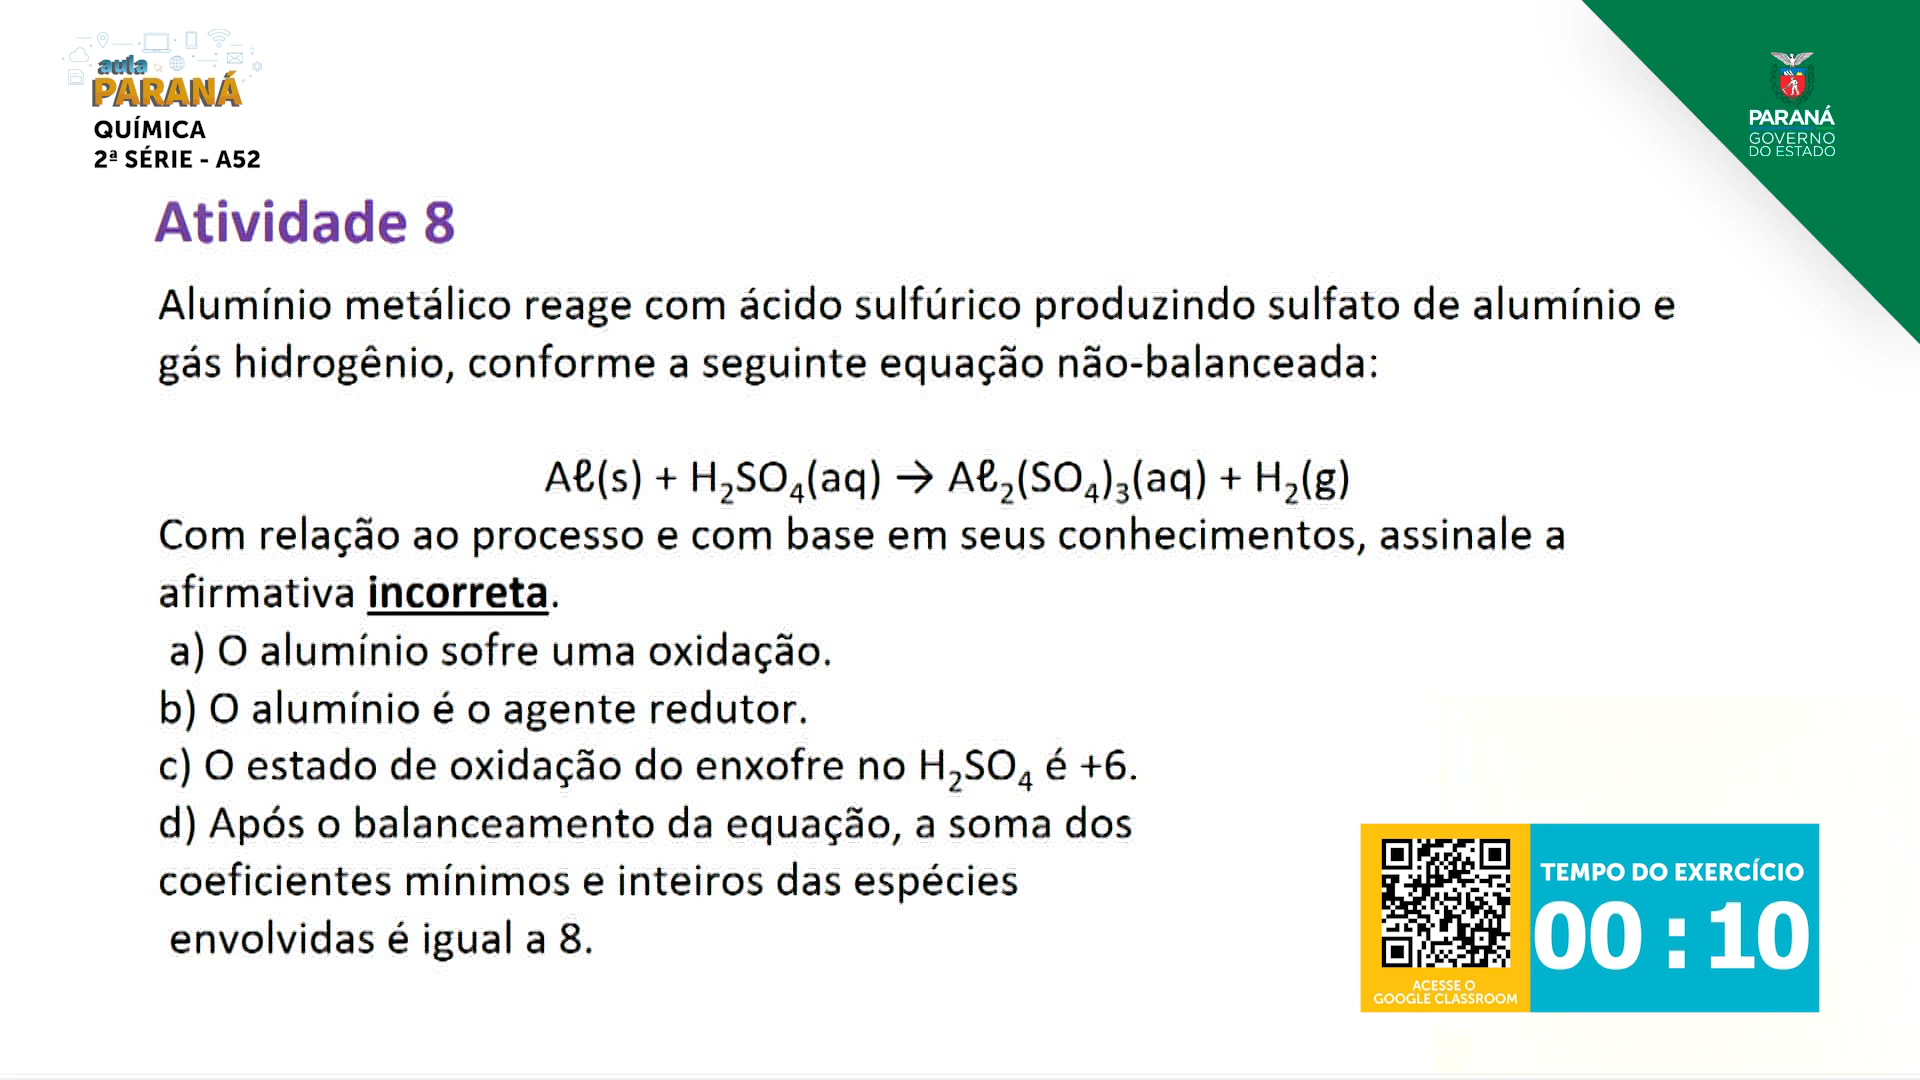 aula
PARANÁ
QUÍMICA
2ª SÉRIE - A52
PARANÁ
GOVERNO
DO ESTADO
Atividade 8
Alumínio metálico reage com ácido sulfúrico produzindo sulfato de alumínio e
gás hidrogênio, conforme a seguinte equação não-balanceada:
Aℓ(s) + H₂SO₄(aq) → Aℓ₂(SO₄)₃(aq) + H₂(g)
Com relação ao processo e com base em seus conhecimentos, assinale a
afirmativa incorreta.
a) O alumínio sofre uma oxidação.
b) O alumínio é o agente redutor.
c) O estado de oxidação do enxofre no H₂SO₄ é +6.
d) Após o balanceamento da equação, a soma dos
coeficientes mínimos e inteiros das espécies
envolvidas é igual a 8.
ACESSE O
GOOGLE CLASSROOM
TEMPO DO EXERCÍCIO
00 : 10